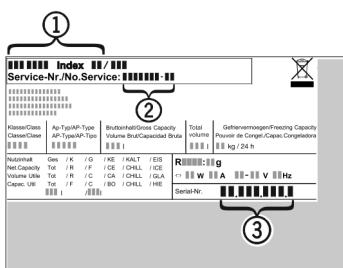 1
Index /
Service-Nr./No.Service: -
2
Klasse/Class Ap-Typ/AP-Type Bruttoinhalt/Gross Capacity Total Gefriervermoegen/Freezing Capacity
Classe/Clase AP-Type/AP-Tipo Volume Brut/Capacidad Bruta volume Pouvoir de Congel./Capac.Congeladora
l l kg / 24 h
Nutzinhalt Ges / K / G / KE / KALT / EIS
Net.Capacity Tot / R / F / CE / CHILL / ICE
Volume Utile Tot / R / C / CA / CHILL / GLA
Capac. Util Tot / F / C / BO / CHILL / HIE
l / l
R : g
W A - V Hz
Serial-Nr. . . .
3